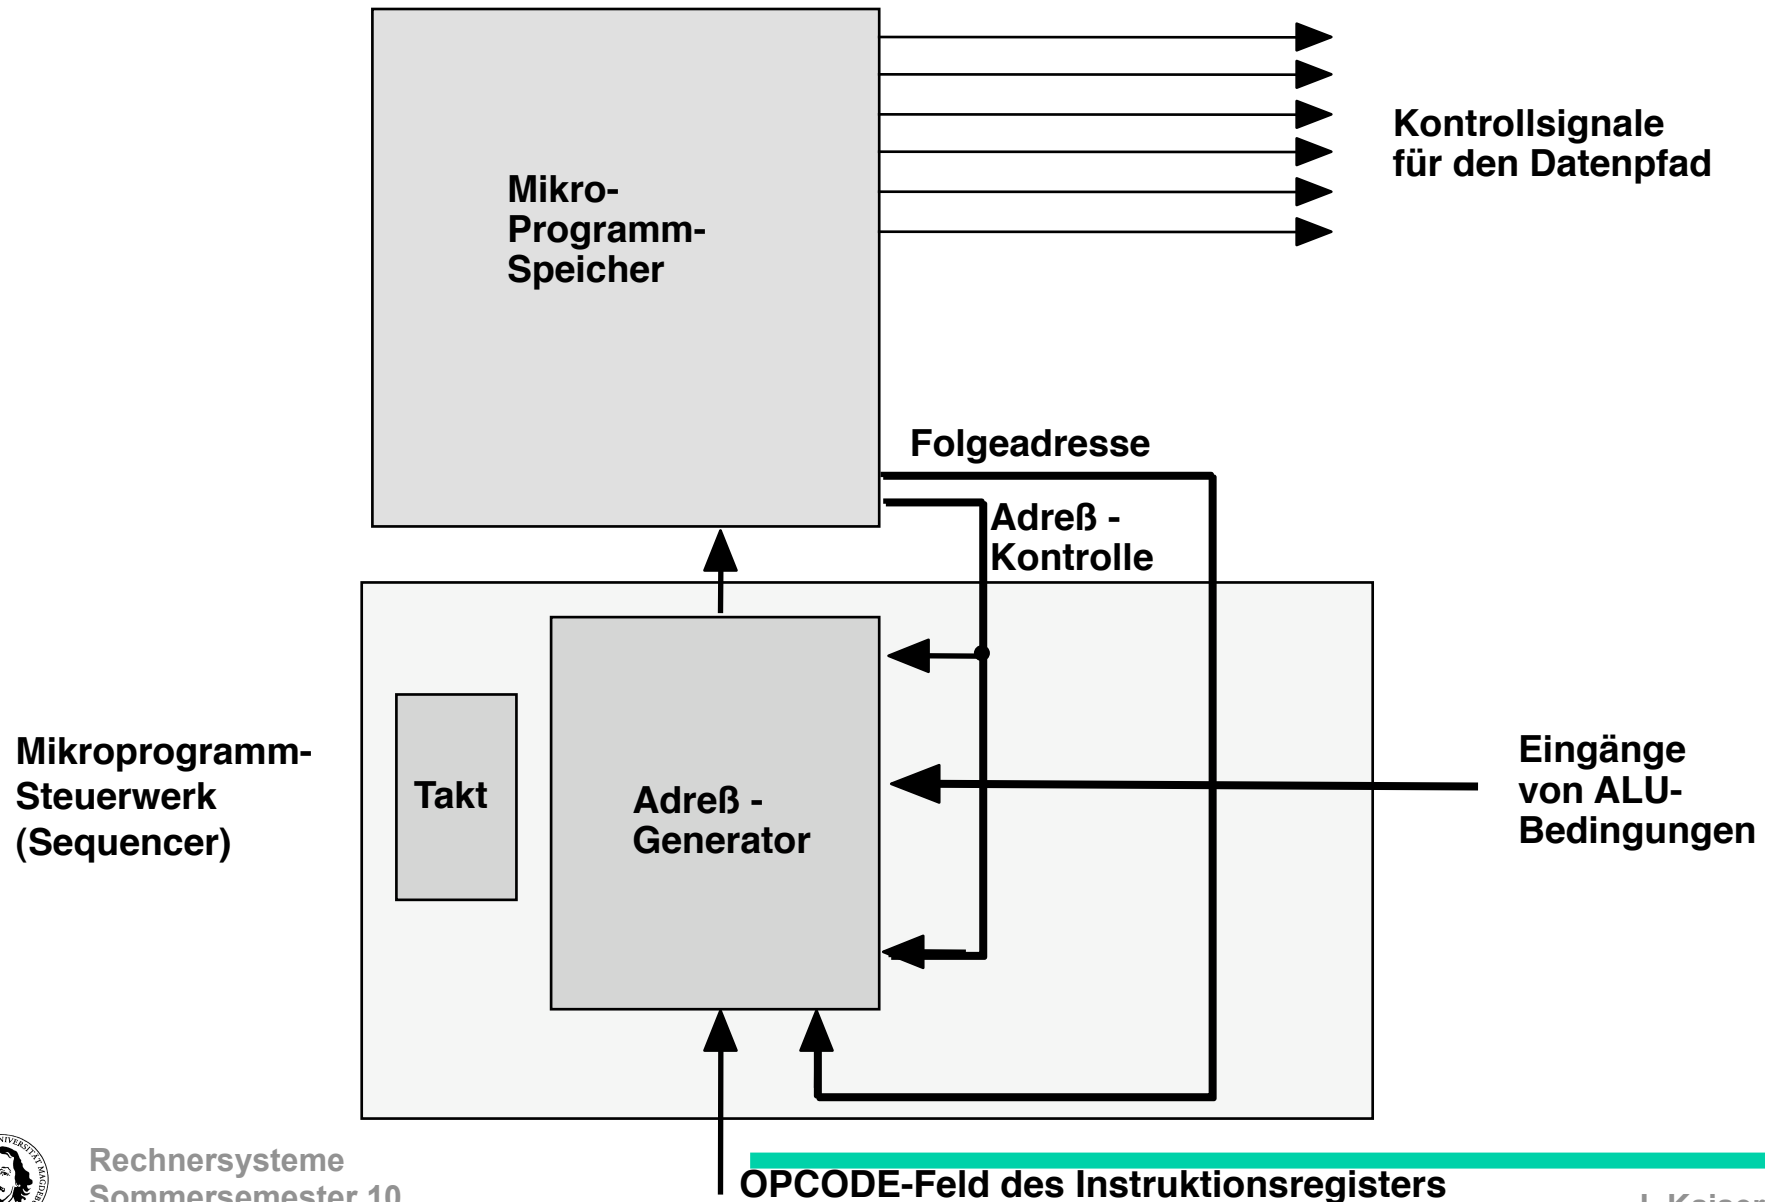 Kontrollsignale
für den Datenpfad
Mikro-
Programm-
Speicher
Folgeadresse
Adreß -
Kontrolle
Mikroprogramm-
Steuerwerk
(Sequencer)
Takt
Adreß -
Generator
Eingänge
von ALU-
Bedingungen
Rechnersysteme
Sommersemester 10
OPCODE-Feld des Instruktionsregisters
J. Kaiser